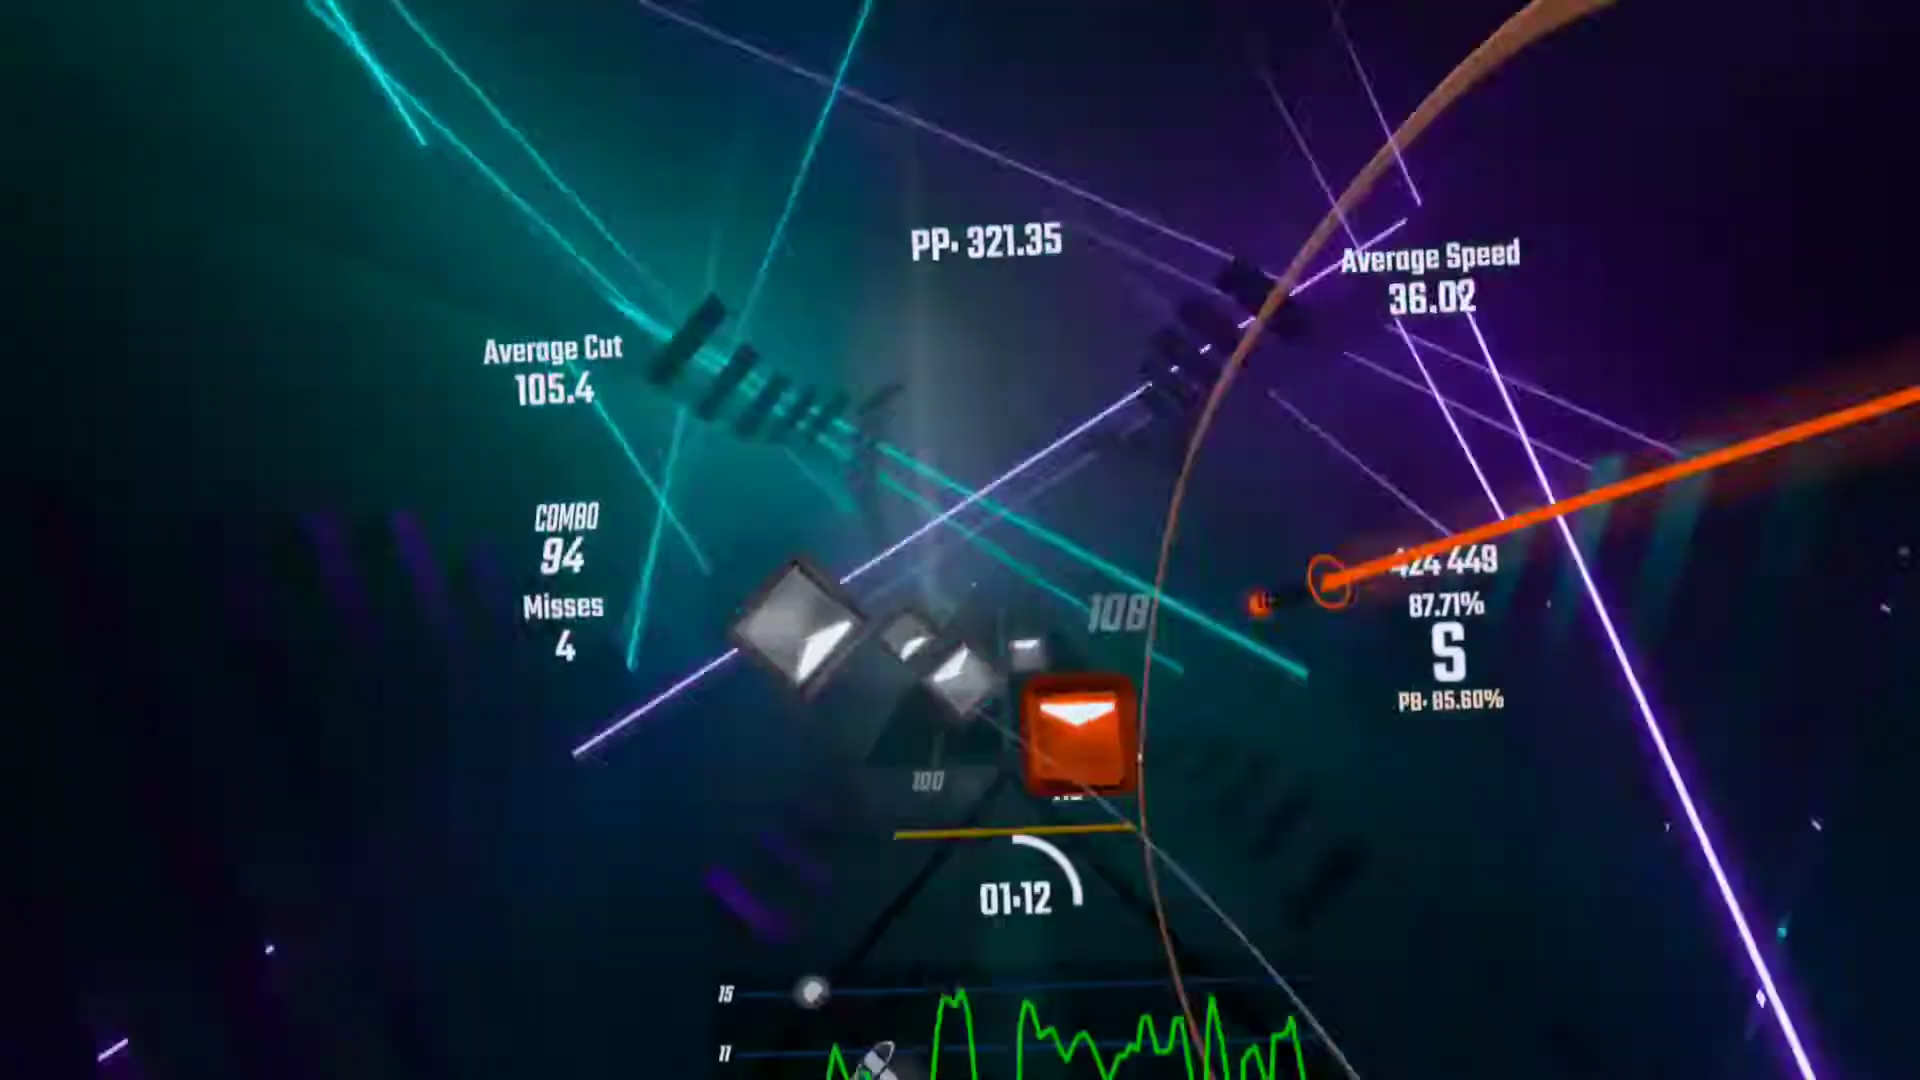 PP· 321.35
Average Speed
36.02
Average Cut
105.4
COMBO
94
Misses
4
424 449
87.71%
S
PB· 85.60%
108
100
01·12
15
11